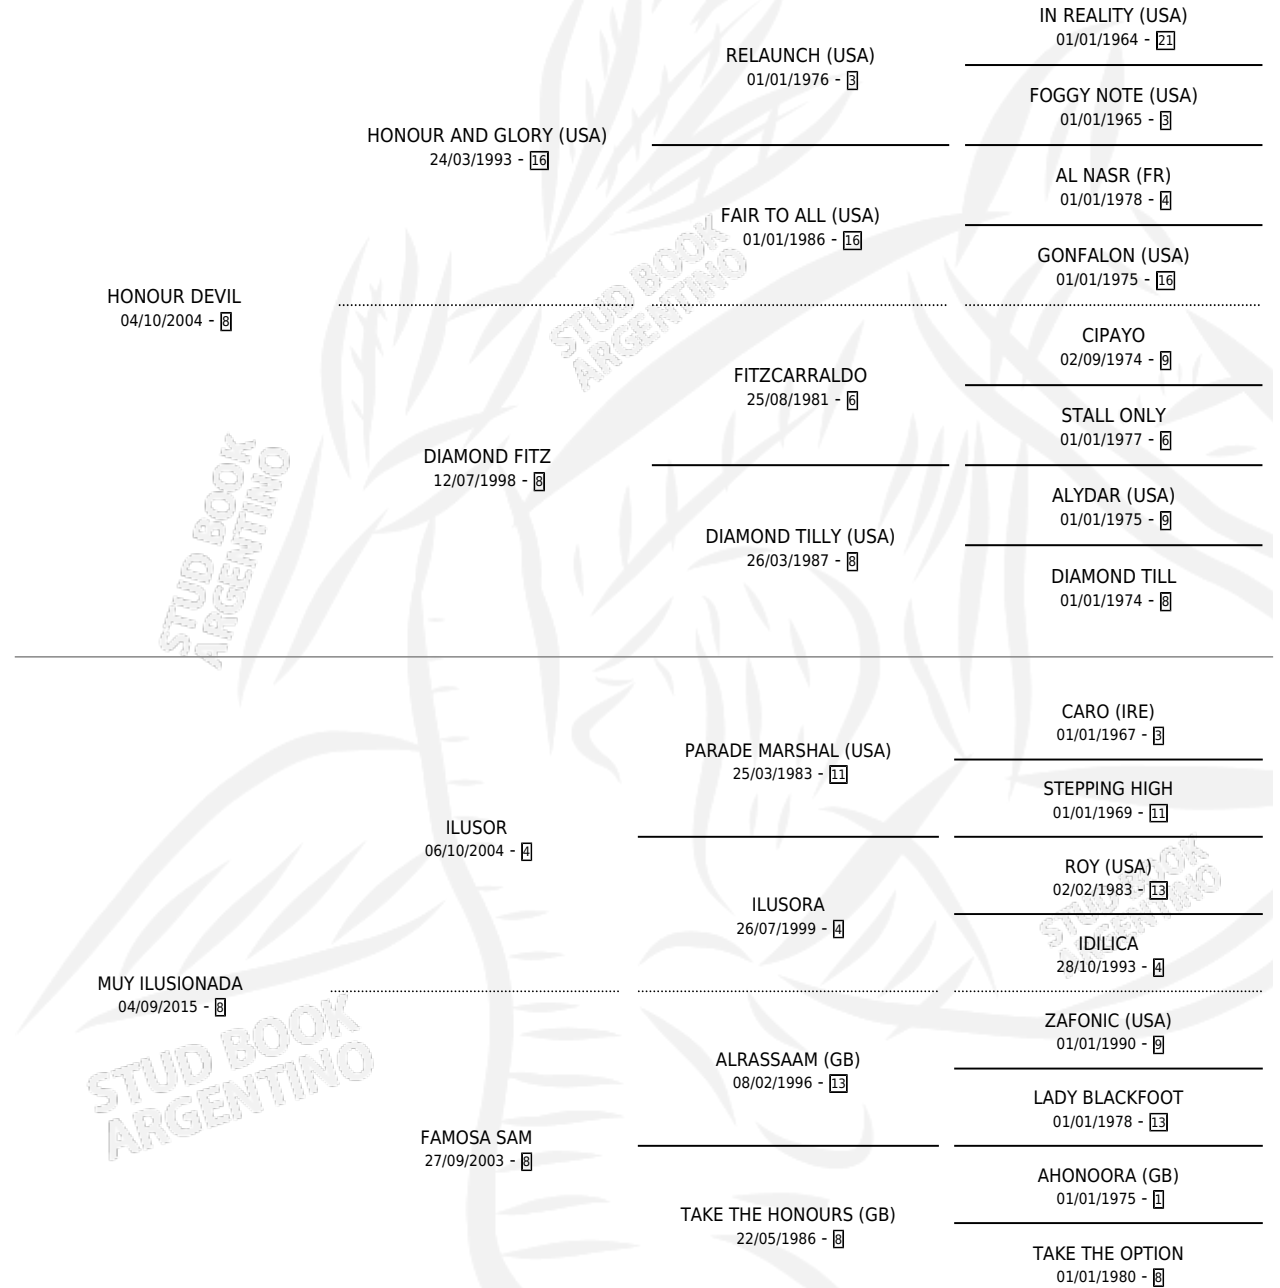 IN REALITY (USA)
01/01/1964 - 21
RELAUNCH (USA)
01/01/1976 - 3
FOGGY NOTE (USA)
01/01/1965 - 3
HONOUR AND GLORY (USA)
24/03/1993 - 16
AL NASR (FR)
01/01/1978 - 4
FAIR TO ALL (USA)
01/01/1986 - 16
GONFALON (USA)
01/01/1975 - 16
HONOUR DEVIL
04/10/2004 - 8
STUD BOOK
ARGENTINO
CIPAYO
02/09/1974 - 9
FITZCARRALDO
25/08/1981 - 6
STALL ONLY
01/01/1977 - 6
DIAMOND FITZ
12/07/1998 - 8
ALYDAR (USA)
01/01/1975 - 9
DIAMOND TILLY (USA)
26/03/1987 - 8
DIAMOND TILL
01/01/1974 - 8
STUD BOOK
ARGENTINO
CARO (IRE)
01/01/1967 - 3
PARADE MARSHAL (USA)
25/03/1983 - 11
STEPPING HIGH
01/01/1969 - 11
ILUSOR
06/10/2004 - 4
ROY (USA)
02/02/1983 - 13
ILUSORA
26/07/1999 - 4
STUD BOOK
ARGENTINO
IDILICA
28/10/1993 - 4
MUY ILUSIONADA
04/09/2015 - 8
ZAFONIC (USA)
01/01/1990 - 9
ALRASSAAM (GB)
08/02/1996 - 13
STUD BOOK
ARGENTINO
LADY BLACKFOOT
01/01/1978 - 13
FAMOSA SAM
27/09/2003 - 8
AHONOORA (GB)
01/01/1975 - 1
TAKE THE HONOURS (GB)
22/05/1986 - 8
TAKE THE OPTION
01/01/1980 - 8